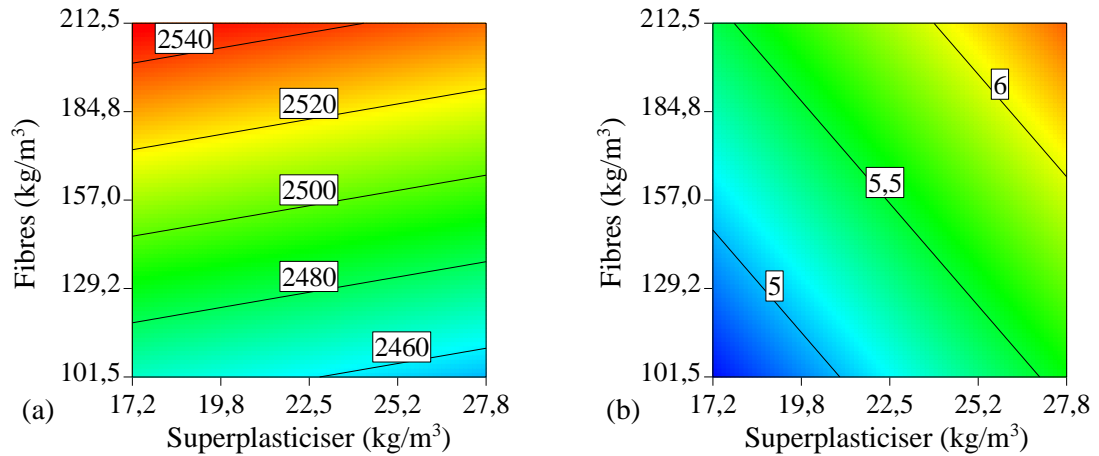 212,5
184,8
157,0
129,2
101,5
Fibres (kg/m³)
2540
2520
2500
2480
2460
17,2 19,8 22,5 25,2 27,8
Superplasticiser (kg/m³)
(a)
212,5
184,8
157,0
129,2
101,5
Fibres (kg/m³)
6
5,5
5
17,2 19,8 22,5 25,2 27,8
Superplasticiser (kg/m³)
(b)